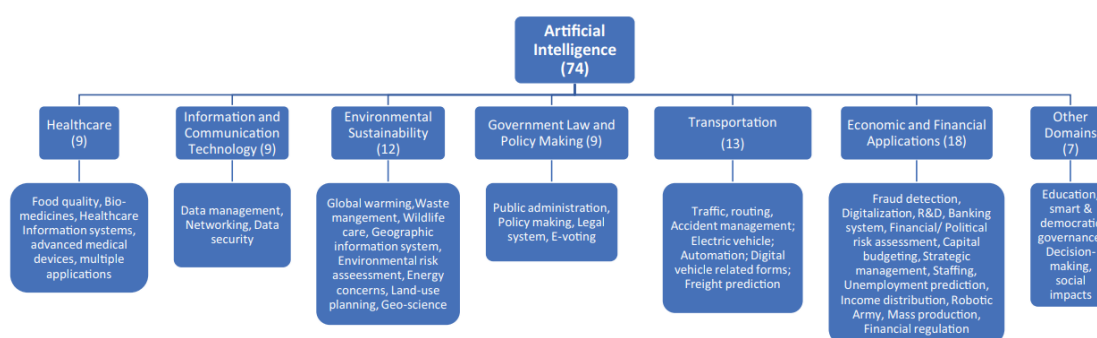 Artificial
Intelligence
(74)
Healthcare
(9)
Information and
Communication
Technology (9)
Environmental
Sustainability
(12)
Government Law and
Policy Making (9)
Transportation
(13)
Economic and Financial
Applications (18)
Other
Domains
(7)
Food quality, Bio-
medicines, Healthcare
Information systems,
advanced medical
devices, multiple
applications
Data management,
Networking, Data
security
Global warming,Waste
mangement, Wildlife
care, Geographic
information system,
Environmental risk
asseessment, Energy
concerns, Land-use
planning, Geo-science
Public administration,
Policy making, Legal
system, E-voting
Traffic, routing,
Accident management;
Electric vehicle;
Automation; Digital
vehicle related forms;
Freight prediction
Fraud detection,
Digitalization, R&D, Banking
system, Financial/ Political
risk assessment, Capital
budgeting, Strategic
management, Staffing,
Unemployment prediction,
Income distribution, Robotic
Army, Mass production,
Financial regulation
Education,
smart &
democratic
governance
Decision-
making,
social
impacts